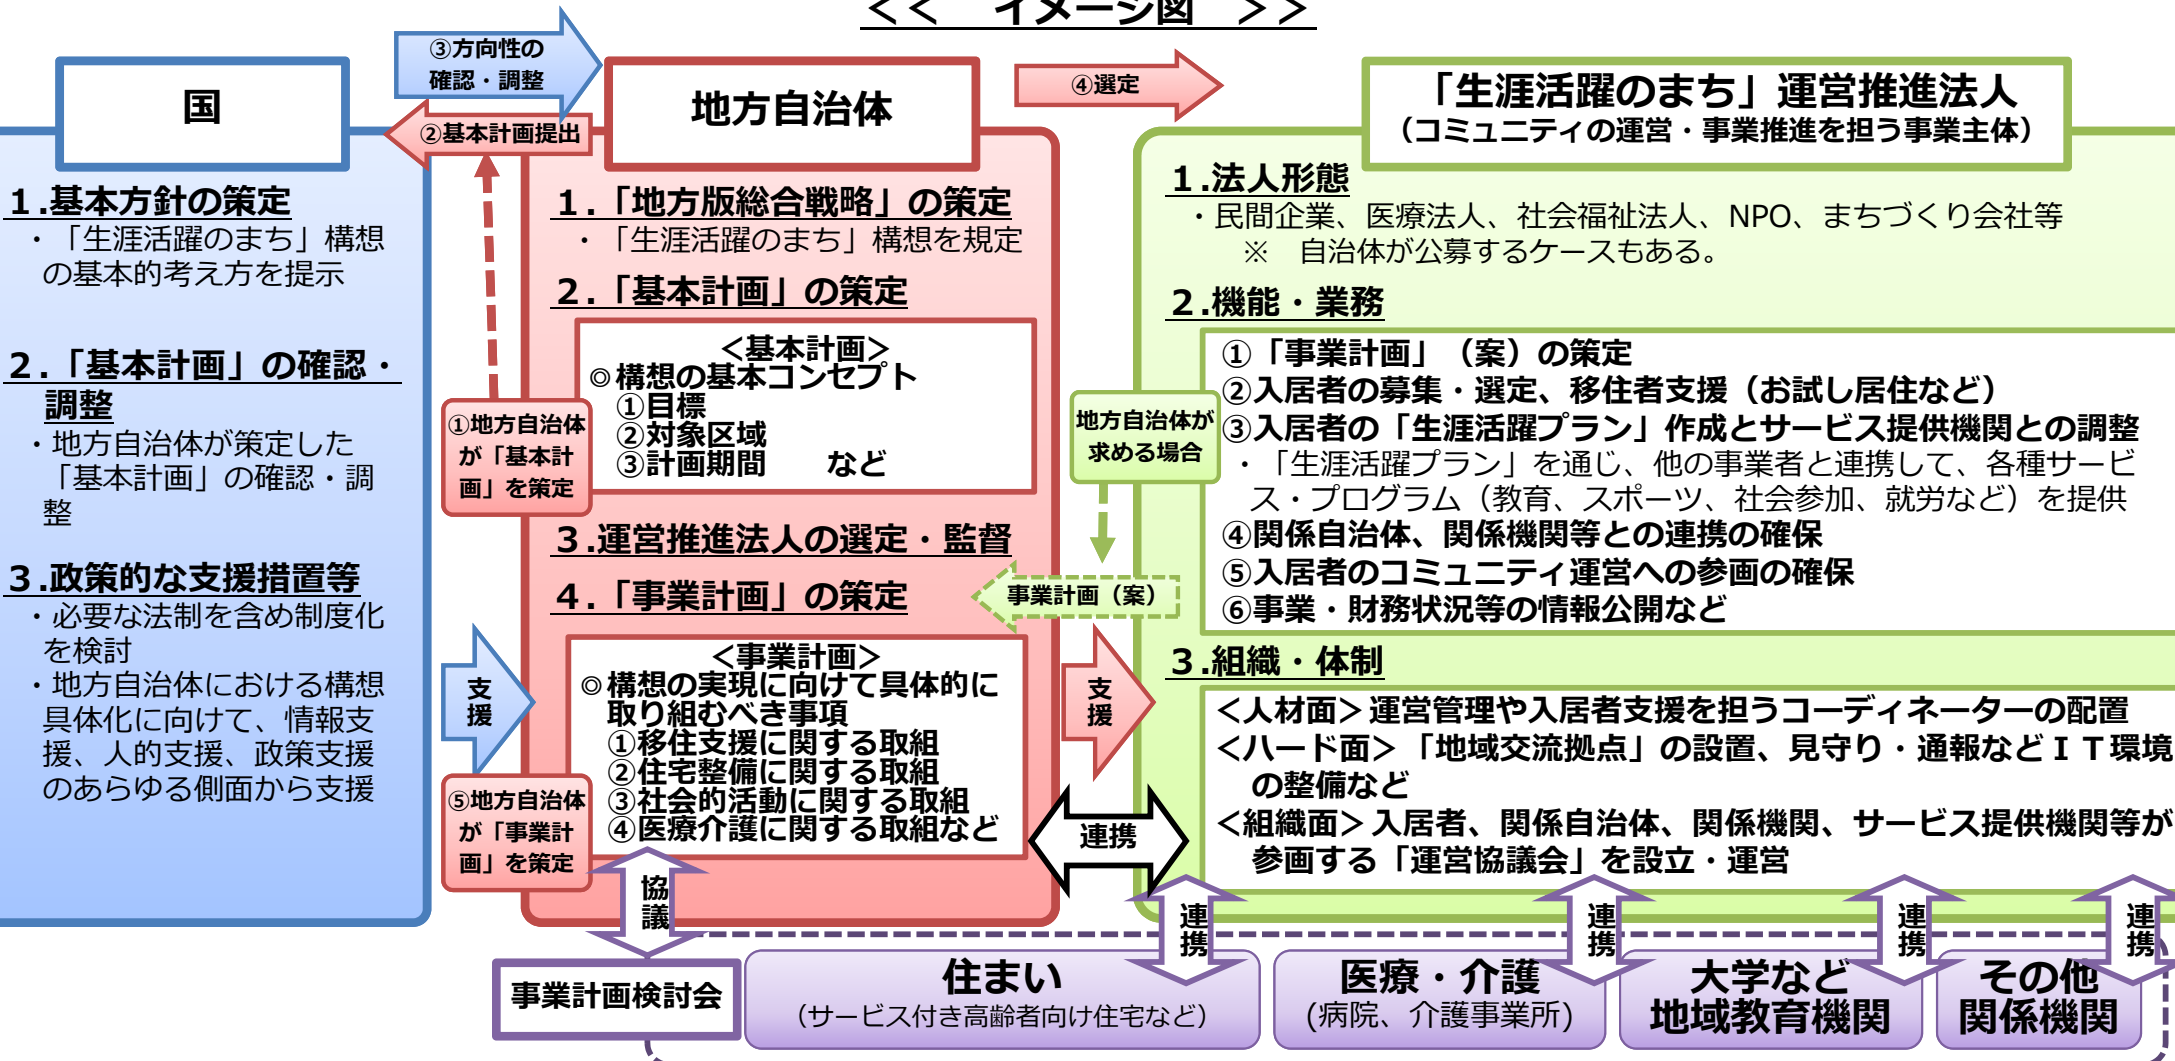 <<　イメージ図　>>
③方向性の
確認・調整
②基本計画提出
④選定
国
１.基本方針の策定
・「生涯活躍のまち」構想
の基本的考え方を提示
２.「基本計画」の確認・
調整
・地方自治体が策定した
「基本計画」の確認・調
整
３.政策的な支援措置等
・必要な法制を含め制度化
を検討
・地方自治体における構想
具体化に向けて、情報支
援、人的支援、政策支援
のあらゆる側面から支援
支
援
①地方自治体
が「基本計
画」を策定
⑤地方自治体
が「事業計
画」を策定
地方自治体
１.「地方版総合戦略」の策定
・「生涯活躍のまち」構想を規定
２.「基本計画」の策定
＜基本計画＞
◎構想の基本コンセプト
①目標
②対象区域
③計画期間　　など
３.運営推進法人の選定・監督
４.「事業計画」の策定
＜事業計画＞
◎構想の実現に向けて具体的に
取り組むべき事項
①移住支援に関する取組
②住宅整備に関する取組
③社会的活動に関する取組
④医療介護に関する取組など
地方自治体が
求める場合
事業計画（案）
支
援
連携
「生涯活躍のまち」運営推進法人
（コミュニティの運営・事業推進を担う事業主体）
１.法人形態
・民間企業、医療法人、社会福祉法人、NPO、まちづくり会社等
※　自治体が公募するケースもある。
２.機能・業務
①「事業計画」（案）の策定
②入居者の募集・選定、移住者支援（お試し居住など）
③入居者の「生涯活躍プラン」作成とサービス提供機関との調整
・「生涯活躍プラン」を通じ、他の事業者と連携して、各種サービ
ス・プログラム（教育、スポーツ、社会参加、就労など）を提供
④関係自治体、関係機関等との連携の確保
⑤入居者のコミュニティ運営への参画の確保
⑥事業・財務状況等の情報公開など
３.組織・体制
＜人材面＞運営管理や入居者支援を担うコーディネーターの配置
＜ハード面＞「地域交流拠点」の設置、見守り・通報などＩＴ環境
の整備など
＜組織面＞入居者、関係自治体、関係機関、サービス提供機関等が
参画する「運営協議会」を設立・運営
協
議
連
携
連
携
連
携
連
携
事業計画検討会
住まい
（サービス付き高齢者向け住宅など）
医療・介護
(病院、介護事業所)
大学など
地域教育機関
その他
関係機関